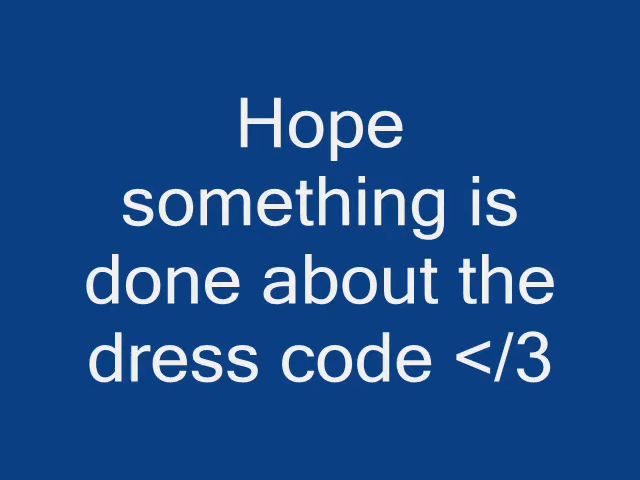 Hope
something is
done about the
dress code </3